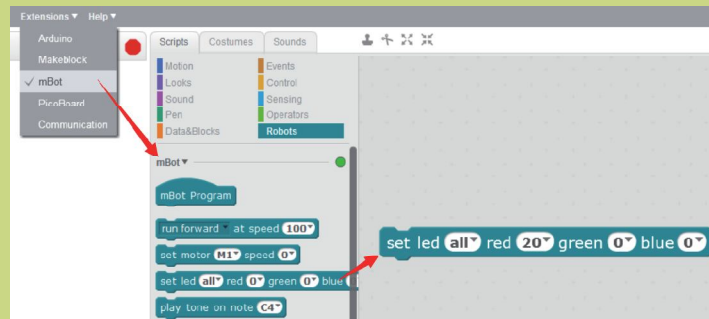 Extensions▼ Help▼
Arduino
Makeblock
✓ mBot
PicoBoard
Communication
Scripts Costumes Sounds
Motion Events
Looks Control
Sound Sensing
Pen Operators
Data&Blocks Robots
mBot▼
mBot Program
run forward▼ at speed 100▼
set motor M1▼ speed 0▼
set led all▼ red 0▼ green 0▼ blue
play tone on note C4▼
set led all▼ red 20▼ green 0▼ blue 0▼